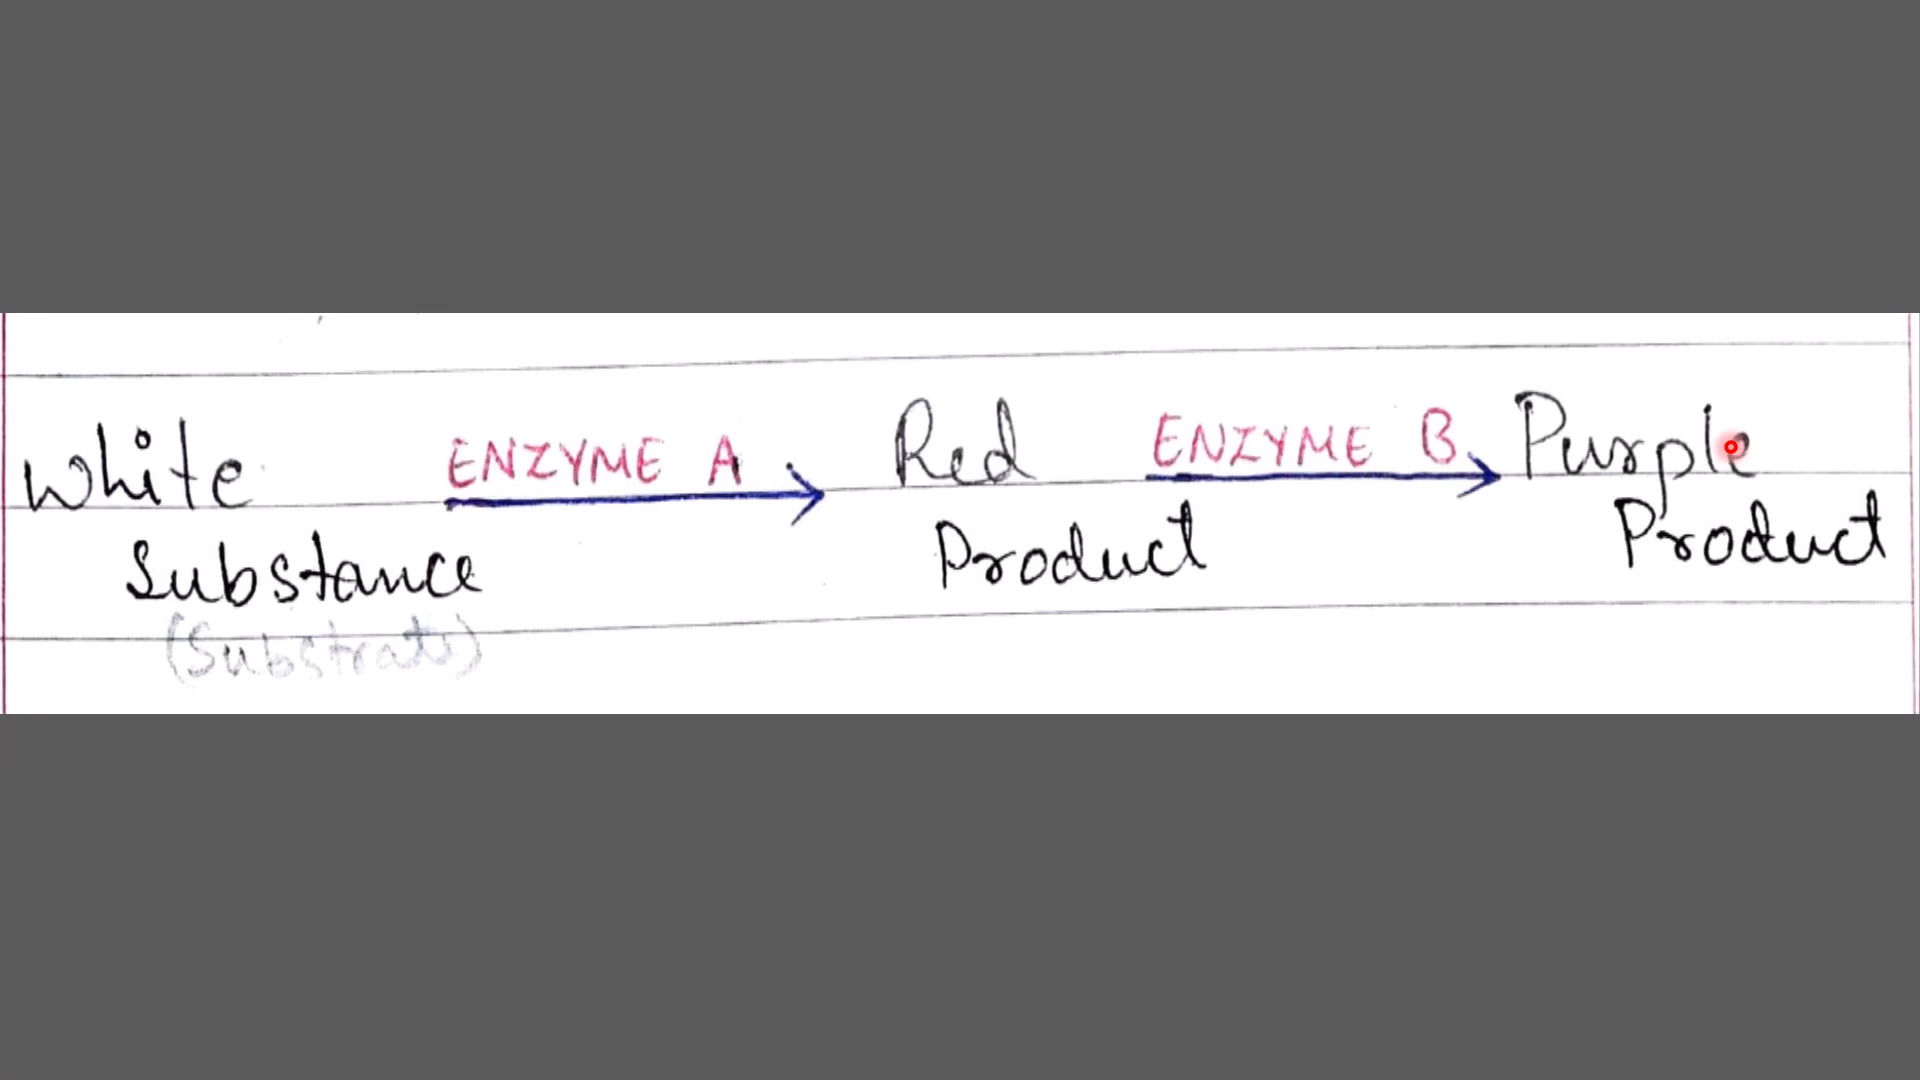 White ENZYME A Red ENZYME B Purple
Substance Product Product
(Substrate)